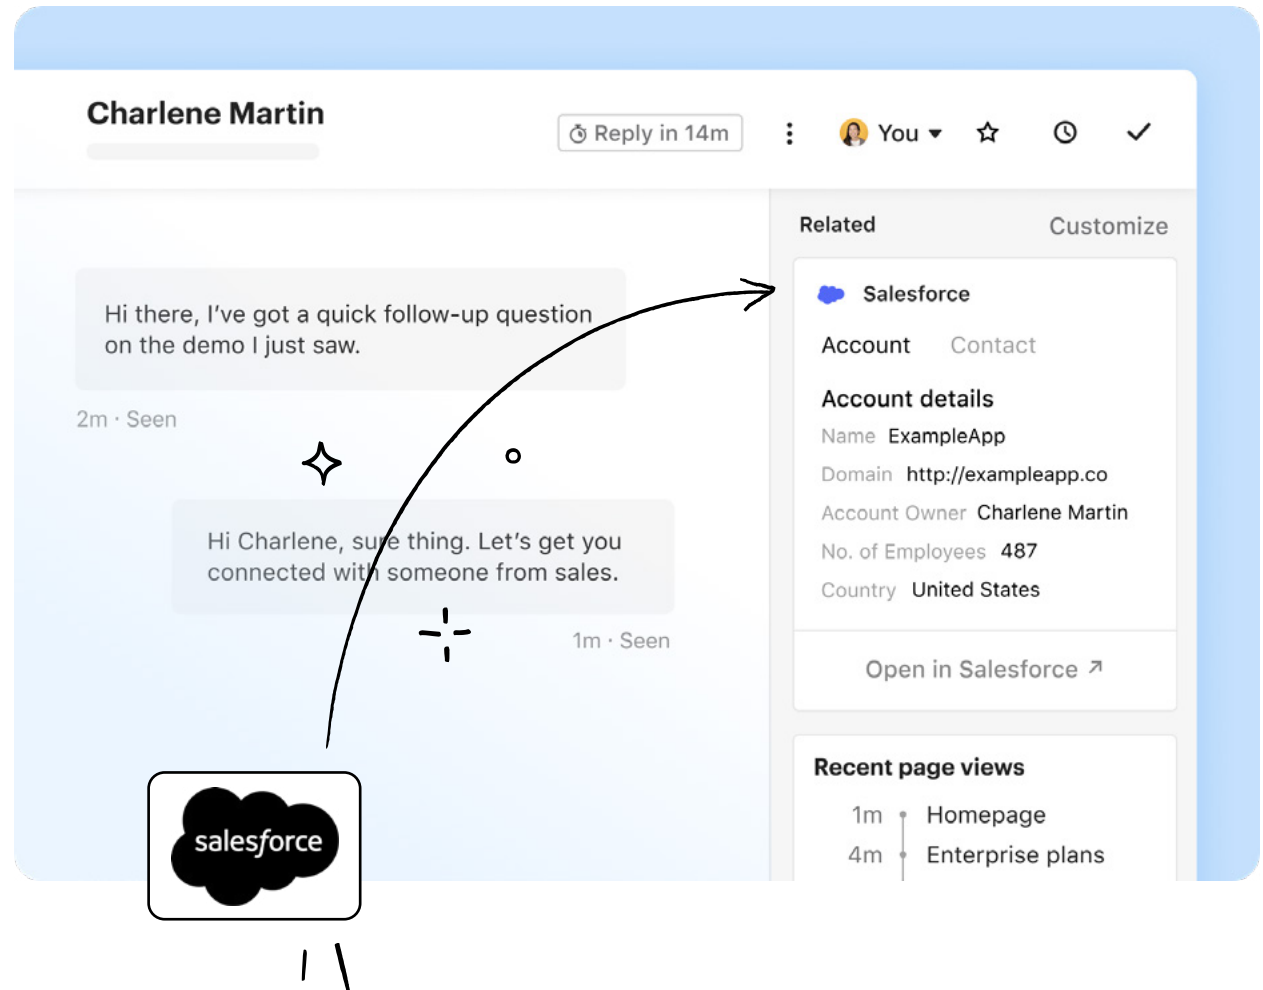 Charlene Martin
Reply in 14m
You
Related
Customize
Hi there, I’ve got a quick follow-up question
on the demo I just saw.
2m · Seen
Hi Charlene, sure thing. Let’s get you
connected with someone from sales.
1m · Seen
Salesforce
Account Contact
Account details
Name ExampleApp
Domain http://exampleapp.co
Account Owner Charlene Martin
No. of Employees 487
Country United States
Open in Salesforce ↗
Recent page views
1m Homepage
4m Enterprise plans
salesforce